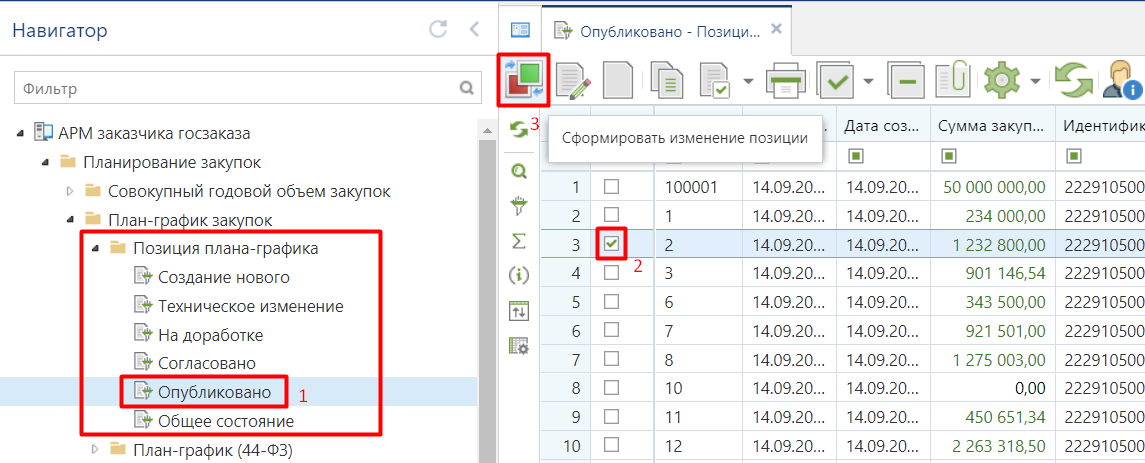 Навигатор
Фильтр
АРМ заказчика госзаказа
Планирование закупок
Совокупный годовой объем закупок
План-график закупок
Позиция плана-графика
Создание нового
Техническое изменение
На доработке
Согласовано
Опубликовано 1
Общее состояние
План-график (44-ФЗ)
Опубликовано - Позици...
3
Сформировать изменение позиции
Дата соз... Сумма закуп... Идентифик
1 100001 14.09.20... 14.09.20... 50 000 000,00 222910500
2 1 14.09.20... 14.09.20... 234 000,00 222910500
3 2 14.09.20... 14.09.20... 1 232 800,00 222910500
2
4 3 14.09.20... 14.09.20... 901 146,54 222910500
5 6 14.09.20... 14.09.20... 343 500,00 222910500
6 7 14.09.20... 14.09.20... 921 501,00 222910500
7 8 14.09.20... 14.09.20... 1 275 003,00 222910500
8 10 14.09.20... 14.09.20... 0,00 222910500
9 11 14.09.20... 14.09.20... 450 651,34 222910500
10 12 14.09.20... 14.09.20... 2 263 318,50 222910500